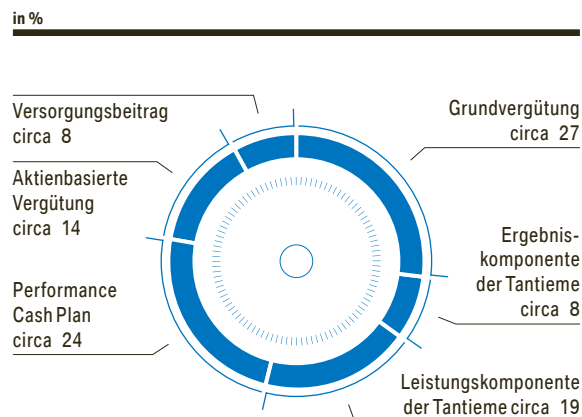 in %
Versorgungsbeitrag
circa 8
Aktienbasierte
Vergütung
circa 14
Performance
Cash Plan
circa 24
Grundvergütung
circa 27
Ergebnis-
komponente
der Tantieme
circa 8
Leistungskomponente
der Tantieme circa 19